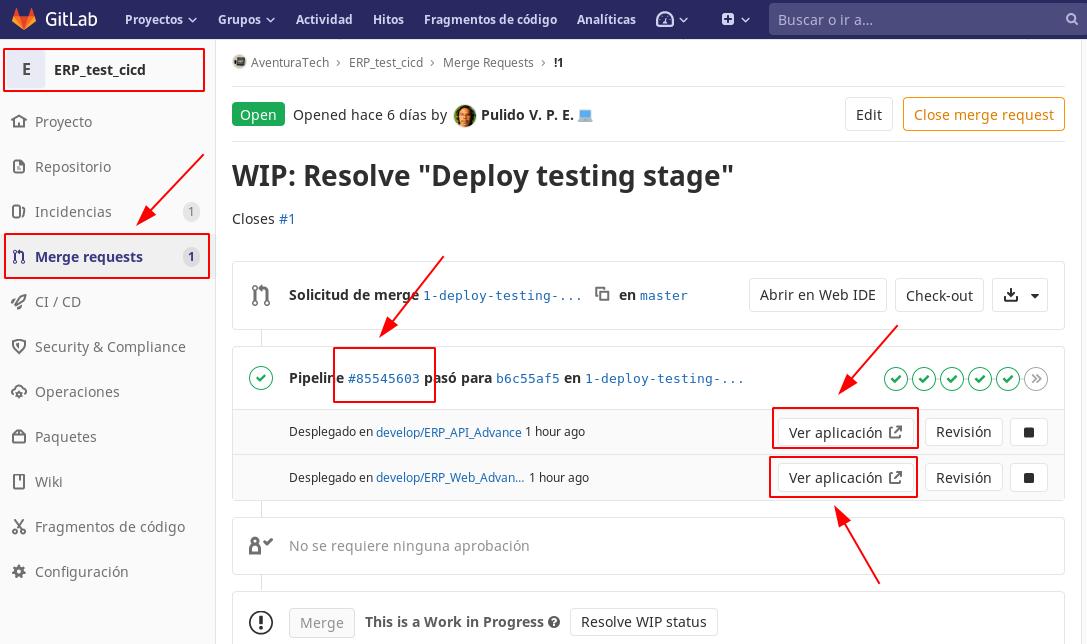 GitLab Proyectos Grupos Actividad Hitos Fragmentos de código Analíticas Buscar o ir a...
E ERP_test_cicd
Proyecto
Repositorio
Incidencias 1
Merge requests 1
CI / CD
Security & Compliance
Operaciones
Paquetes
Wiki
Fragmentos de código
Configuración
AventuraTech › ERP_test_cicd › Merge Requests › !1
Open Opened hace 6 días by Pulido V. P. E. Edit Close merge request
WIP: Resolve "Deploy testing stage"
Closes #1
Solicitud de merge 1-deploy-testing-... en master Abrir en Web IDE Check-out
Pipeline #85545603 pasó para b6c55af5 en 1-deploy-testing-...
Desplegado en develop/ERP_API_Advance 1 hour ago Ver aplicación Revisión
Desplegado en develop/ERP_Web_Advan... 1 hour ago Ver aplicación Revisión
No se requiere ninguna aprobación
Merge This is a Work in Progress Resolve WIP status